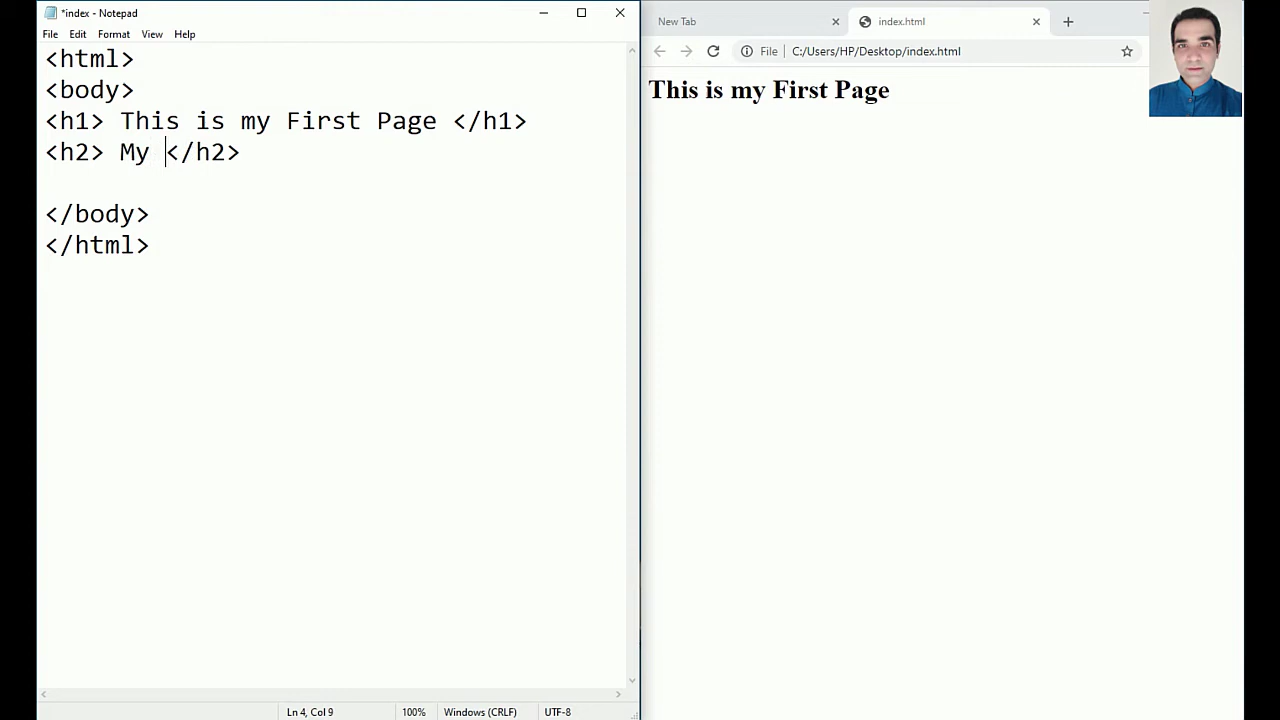 *index - Notepad
File Edit Format View Help
<html>
<body>
<h1> This is my First Page </h1>
<h2> My </h2>
</body>
</html>
Ln 4, Col 9 100% Windows (CRLF) UTF-8
New Tab index.html
File C:/Users/HP/Desktop/index.html
This is my First Page